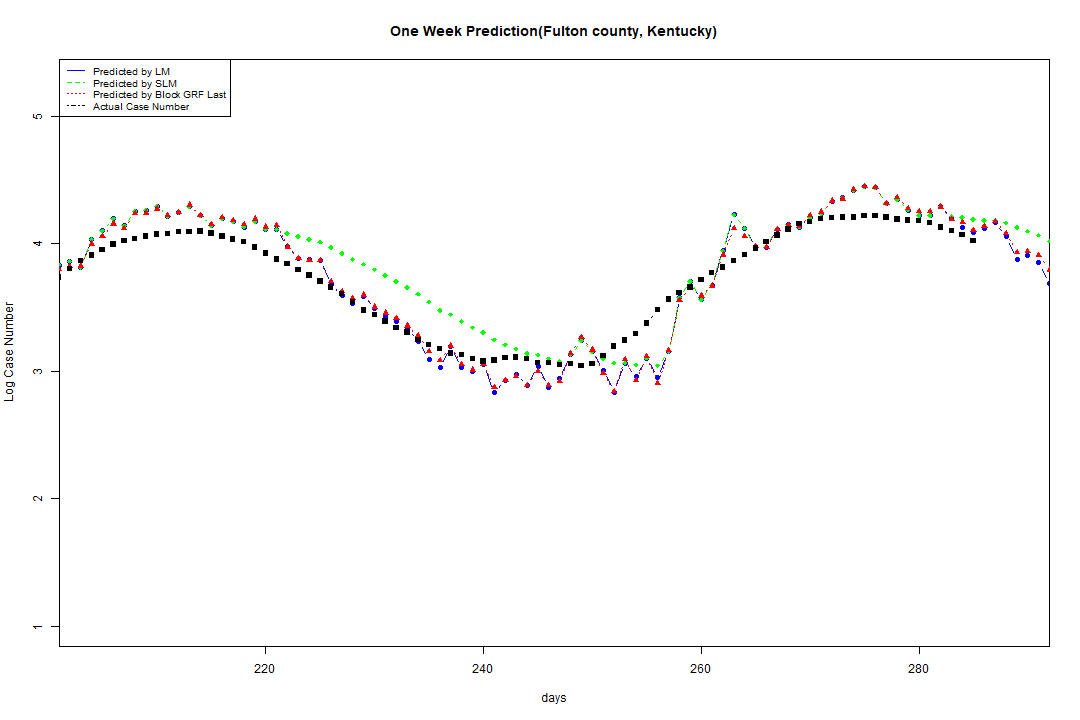 One Week Prediction(Fulton county, Kentucky)
Predicted by LM
Predicted by SLM
Predicted by Block GRF Last
Actual Case Number
5
4
3
2
1
Log Case Number
220 240 260 280
days